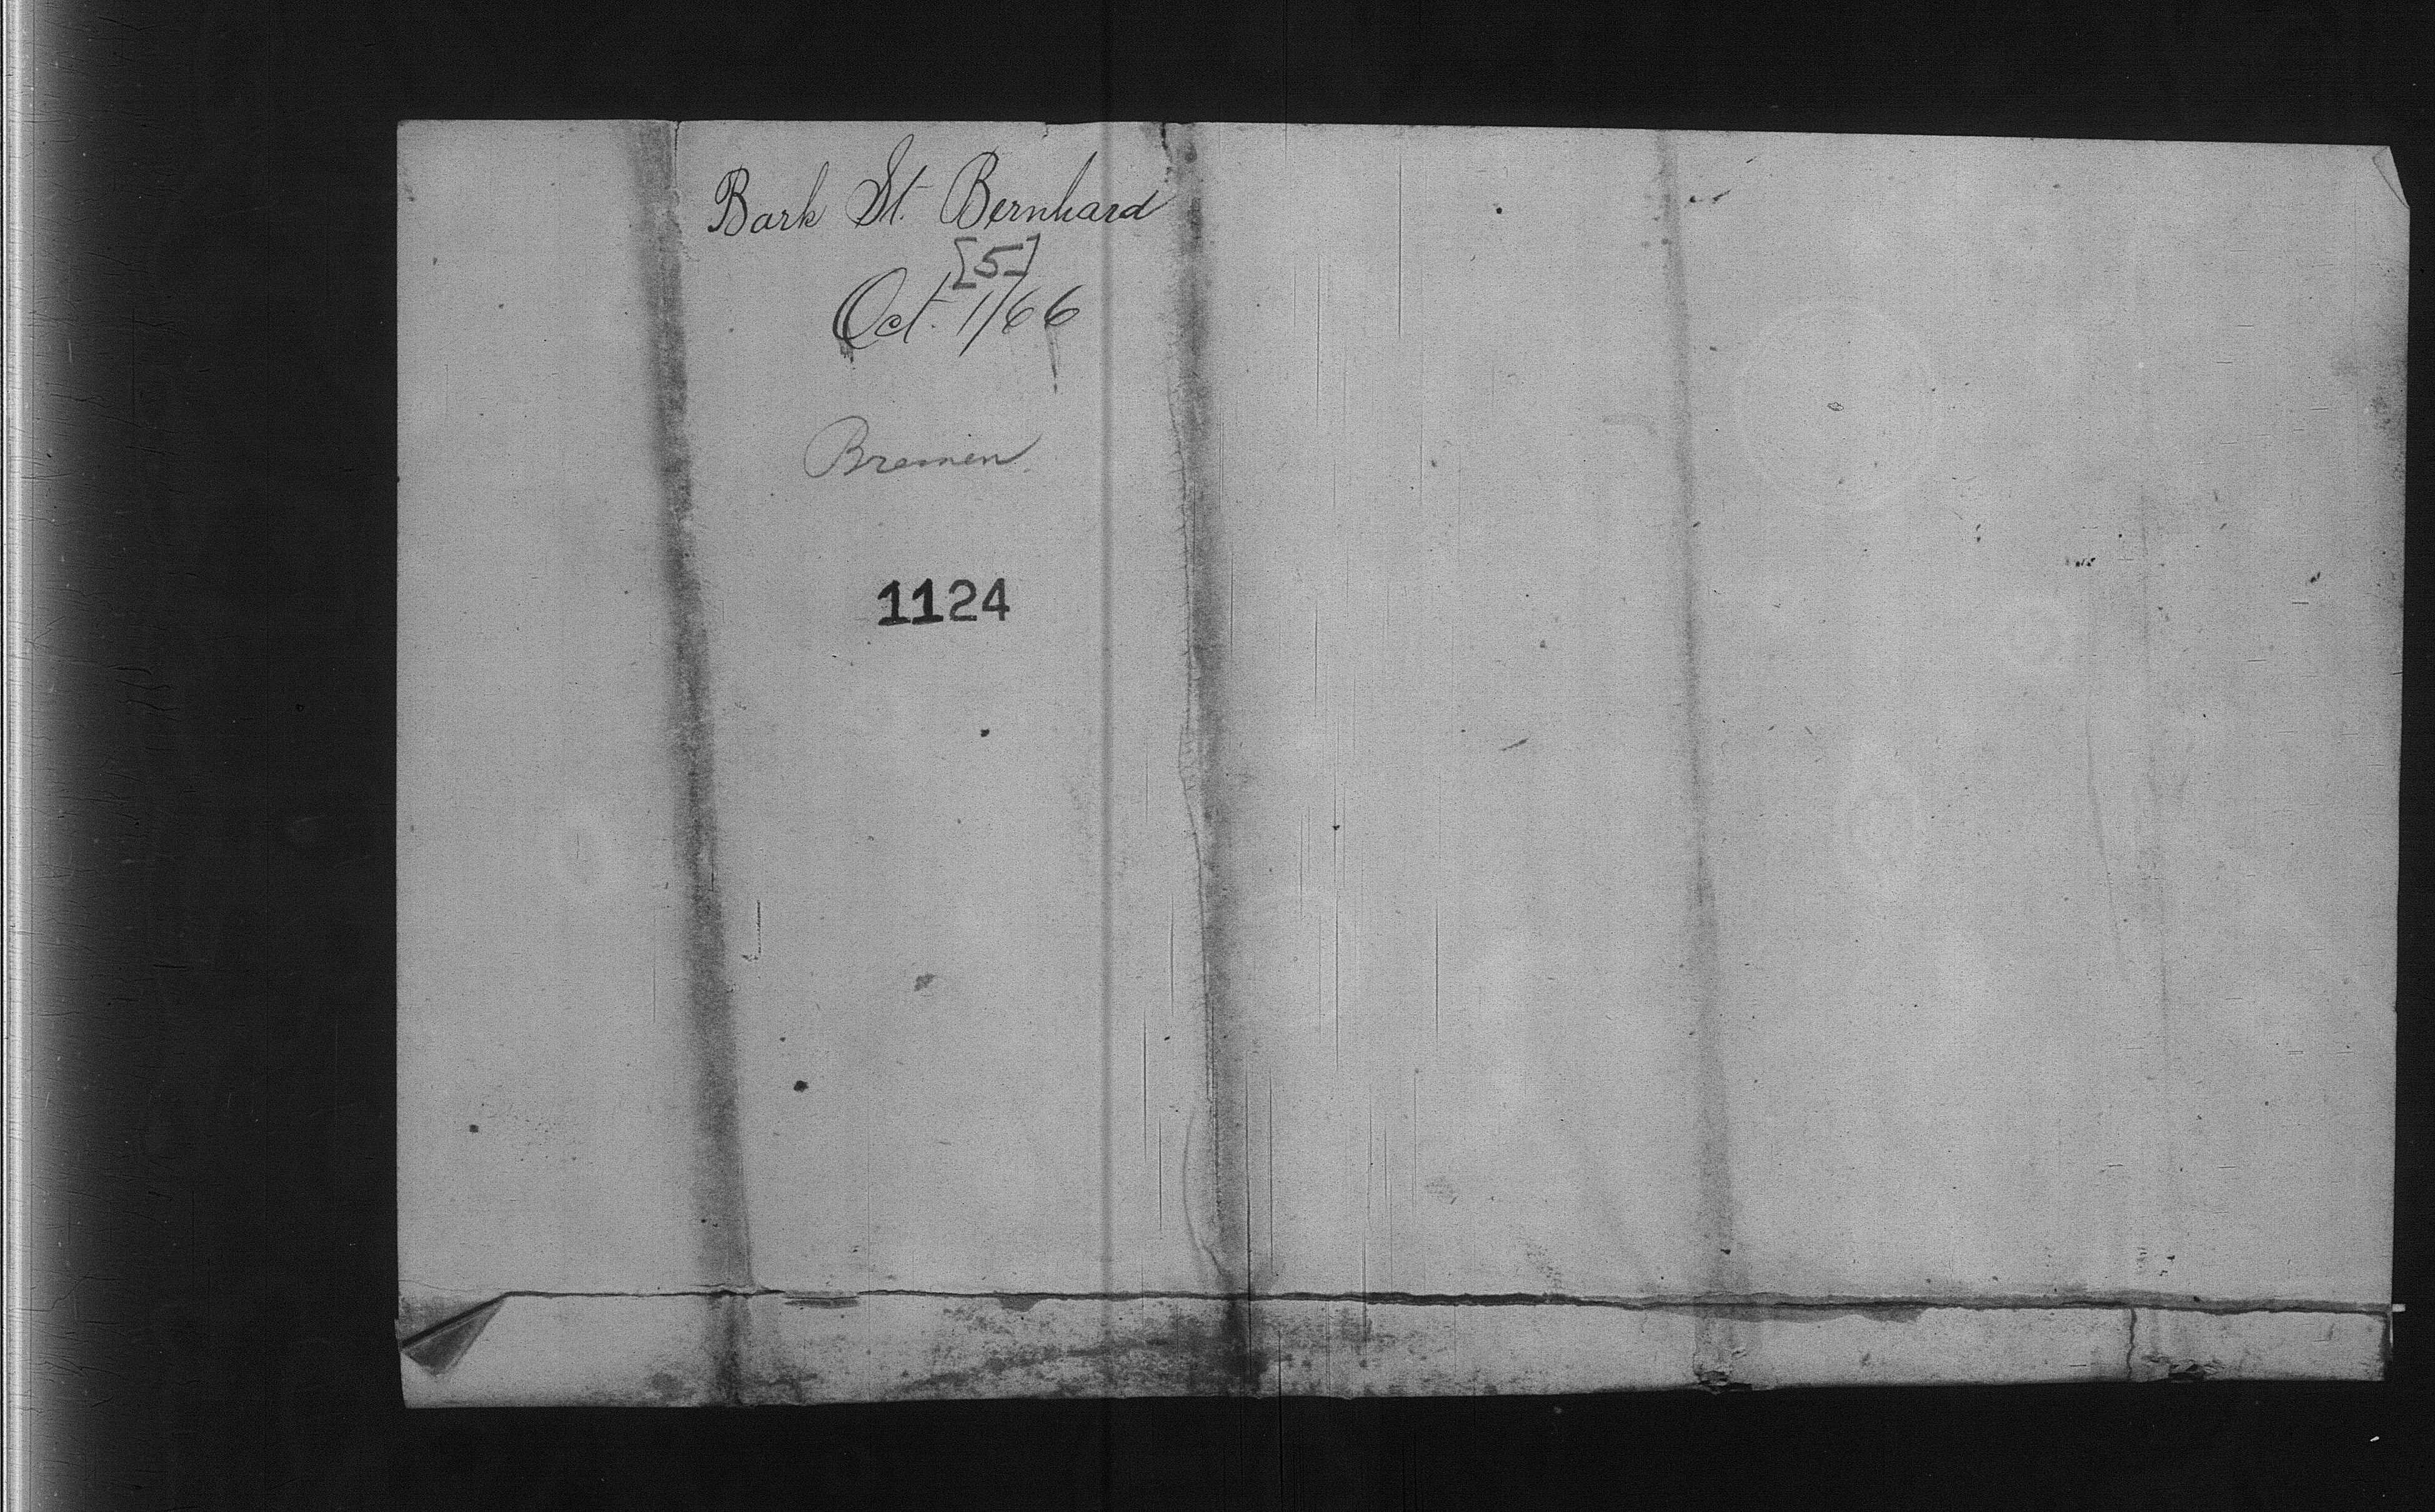 Bark St. Bernhard
[5]
Oct. 1/66
Bremen
1124